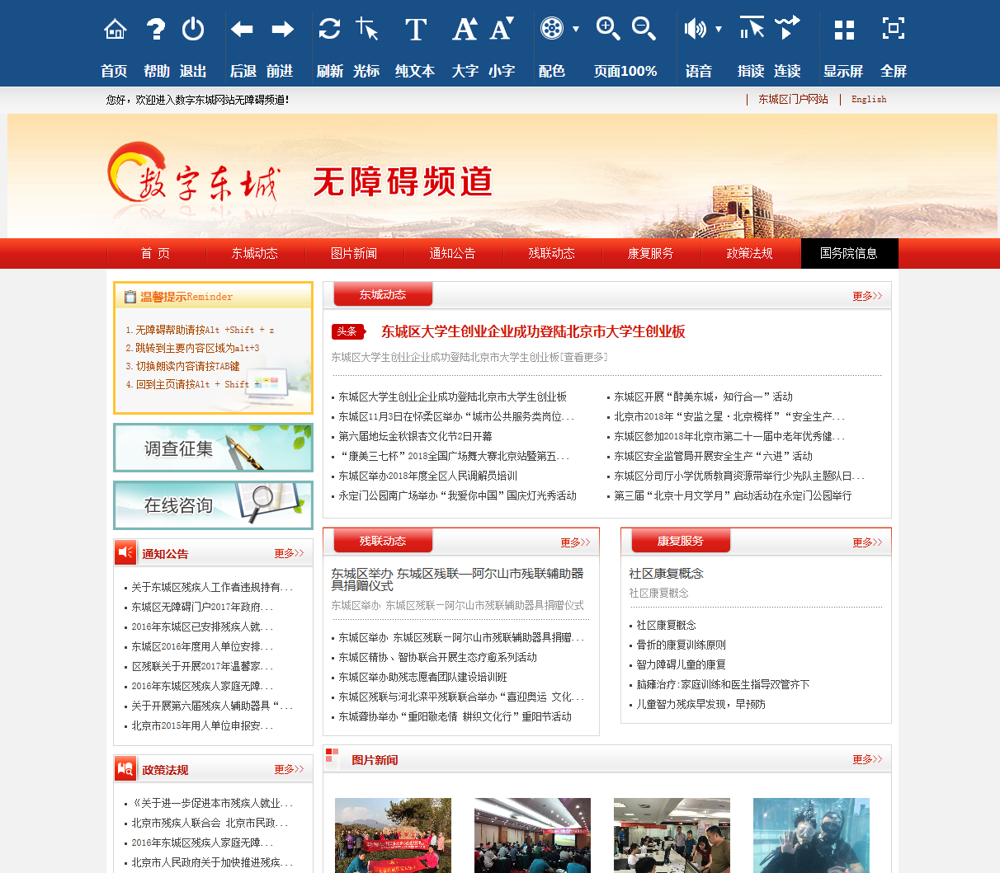 首页 帮助 退出 后退 前进 刷新 光标 纯文本 大字 小字 配色 页面100% 语音 指读 连读 显示屏 全屏
您好，欢迎进入数字东城网站无障碍频道！ | 东城区门户网站 | English
数字东城 无障碍频道
首 页 东城动态 图片新闻 通知公告 残联动态 康复服务 政策法规 国务院信息
温馨提示Reminder
1. 无障碍帮助请按Alt +Shift + z
2. 跳转到主要内容区域为alt+3
3. 切换朗读内容请按TAB键
4. 回到主页请按Alt + Shift +
调查征集
在线咨询
通知公告 更多>>
关于东城区残疾人工作者违规持有...
东城区无障碍门户2017年政府...
2016年东城区已安排残疾人就...
东城区2016年度用人单位安排...
区残联关于开展2017年温馨家...
2016年东城区残疾人家庭无障...
关于开展第六届残疾人辅助器具“...
北京市2015年用人单位申报安...
政策法规 更多>>
《关于进一步促进本市残疾人就业...
北京市残疾人联合会 北京市民政...
2016年东城区残疾人家庭无障...
北京市人民政府关于加快推进残疾...
东城动态 更多>>
头条 东城区大学生创业企业成功登陆北京市大学生创业板
东城区大学生创业企业成功登陆北京市大学生创业板[查看更多]
东城区大学生创业企业成功登陆北京市大学生创业板
东城区11月3日在怀柔区举办“城市公共服务类岗位...
第六届地坛金秋银杏文化节2日开幕
“康美三七杯”2018全国广场舞大赛北京站暨第五...
东城区举办2018年度全区人民调解员培训
永定门公园南广场举办“我爱你中国”国庆灯光秀活动
东城区开展“醉美东城，知行合一”活动
北京市2018年“安监之星·北京榜样”“安全生产...
东城区参加2018年北京市第二十一届中老年优秀健...
东城区安全监管局开展安全生产“六进”活动
东城区分司厅小学优质教育资源带举行少先队主题队日...
第三届“北京十月文学月”启动活动在永定门公园举行
残联动态 更多>>
东城区举办 东城区残联—阿尔山市残联辅助器
具捐赠仪式
东城区举办 东城区残联—阿尔山市残联辅助器具捐赠仪式
东城区举办 东城区残联—阿尔山市残联辅助器具捐赠...
东城区精协、智协联合开展生态疗愈系列活动
东城区举办助残志愿者团队建设培训班
东城区残联与河北滦平残联联合举办“喜迎奥运 文化...
东城聋协举办“重阳敬老情 耕织文化行”重阳节活动
康复服务 更多>>
社区康复概念
社区康复概念
社区康复概念
骨折的康复训练原则
智力障碍儿童的康复
脑瘫治疗:家庭训练和医生指导双管齐下
儿童智力残疾早发现，早预防
图片新闻 更多>>